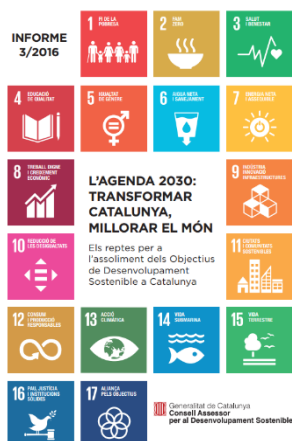 INFORME
3/2016
1 FI DE LA
POBRESA
2 FAM
ZERO
3 SALUT
I BENESTAR
4 EDUCACIÓ
DE QUALITAT
5 IGUALTAT
DE GÈNERE
6 AIGUA NETA
I SANEJAMENT
7 ENERGIA NETA
I ASSEQUIBLE
8 TREBALL DIGNE
I CREIXEMENT
ECONÒMIC
L'AGENDA 2030:
TRANSFORMAR
CATALUNYA,
MILLORAR EL MÓN
Els reptes per a
l'assoliment dels Objectius
de Desenvolupament
Sostenible a Catalunya
9 INDÚSTRIA,
INNOVACIÓ
INFRAESTRUCTURES
10 REDUCCIÓ DE
LES DESIGUALTATS
11 CIUTATS
I COMUNITATS
SOSTENIBLES
12 CONSUM
I PRODUCCIÓ
RESPONSABLES
13 ACCIÓ
CLIMÀTICA
14 VIDA
SUBMARINA
15 VIDA
TERRESTRE
16 PAU, JUSTÍCIA
I INSTITUCIONS
SÒLIDES
17 ALIANÇA
PELS OBJECTIUS
Generalitat de Catalunya
Consell Assessor
per al Desenvolupament Sostenible